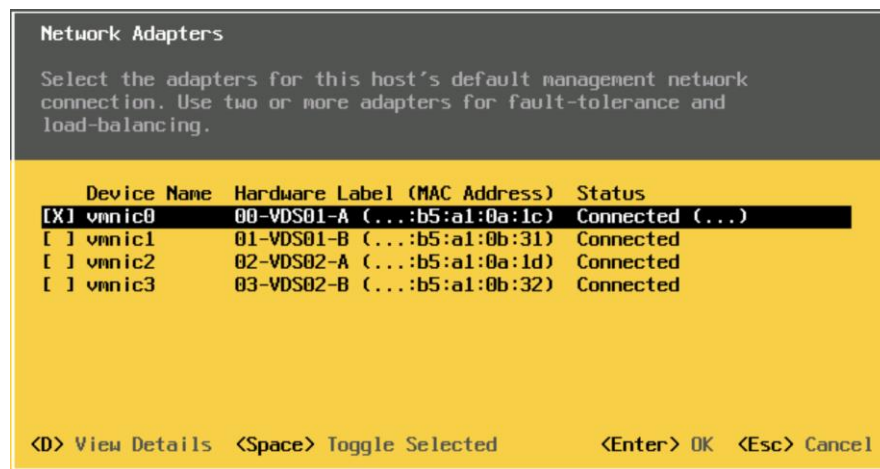 Network Adapters
Select the adapters for this host's default management network
connection. Use two or more adapters for fault-tolerance and
load-balancing.
Device Name Hardware Label (MAC Address) Status
[X] vmnic0 00-VDS01-A (...:b5:a1:0a:1c) Connected (...)
[ ] vmnic1 01-VDS01-B (...:b5:a1:0b:31) Connected
[ ] vmnic2 02-VDS02-A (...:b5:a1:0a:1d) Connected
[ ] vmnic3 03-VDS02-B (...:b5:a1:0b:32) Connected
<D> View Details <Space> Toggle Selected <Enter> OK <Esc> Cancel